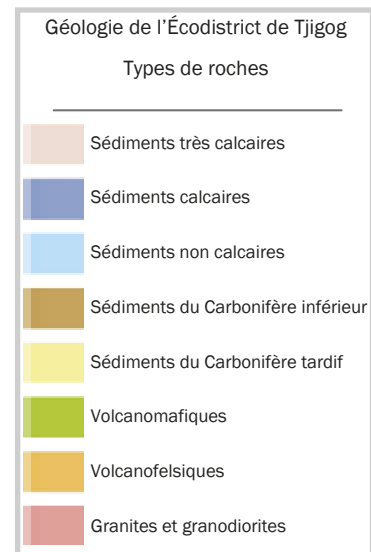 Géologie de l’Écodistrict de Tjigog
Types de roches
Sédiments très calcaires
Sédiments calcaires
Sédiments non calcaires
Sédiments du Carbonifère inférieur
Sédiments du Carbonifère tardif
Volcanomafiques
Volcanofelsiques
Granites et granodiorites